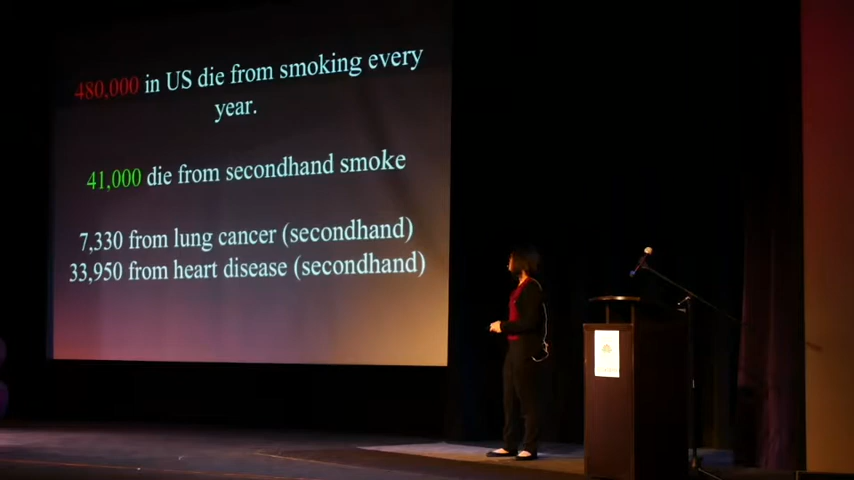 480,000 in US die from smoking every
year.
41,000 die from secondhand smoke
7,330 from lung cancer (secondhand)
33,950 from heart disease (secondhand)